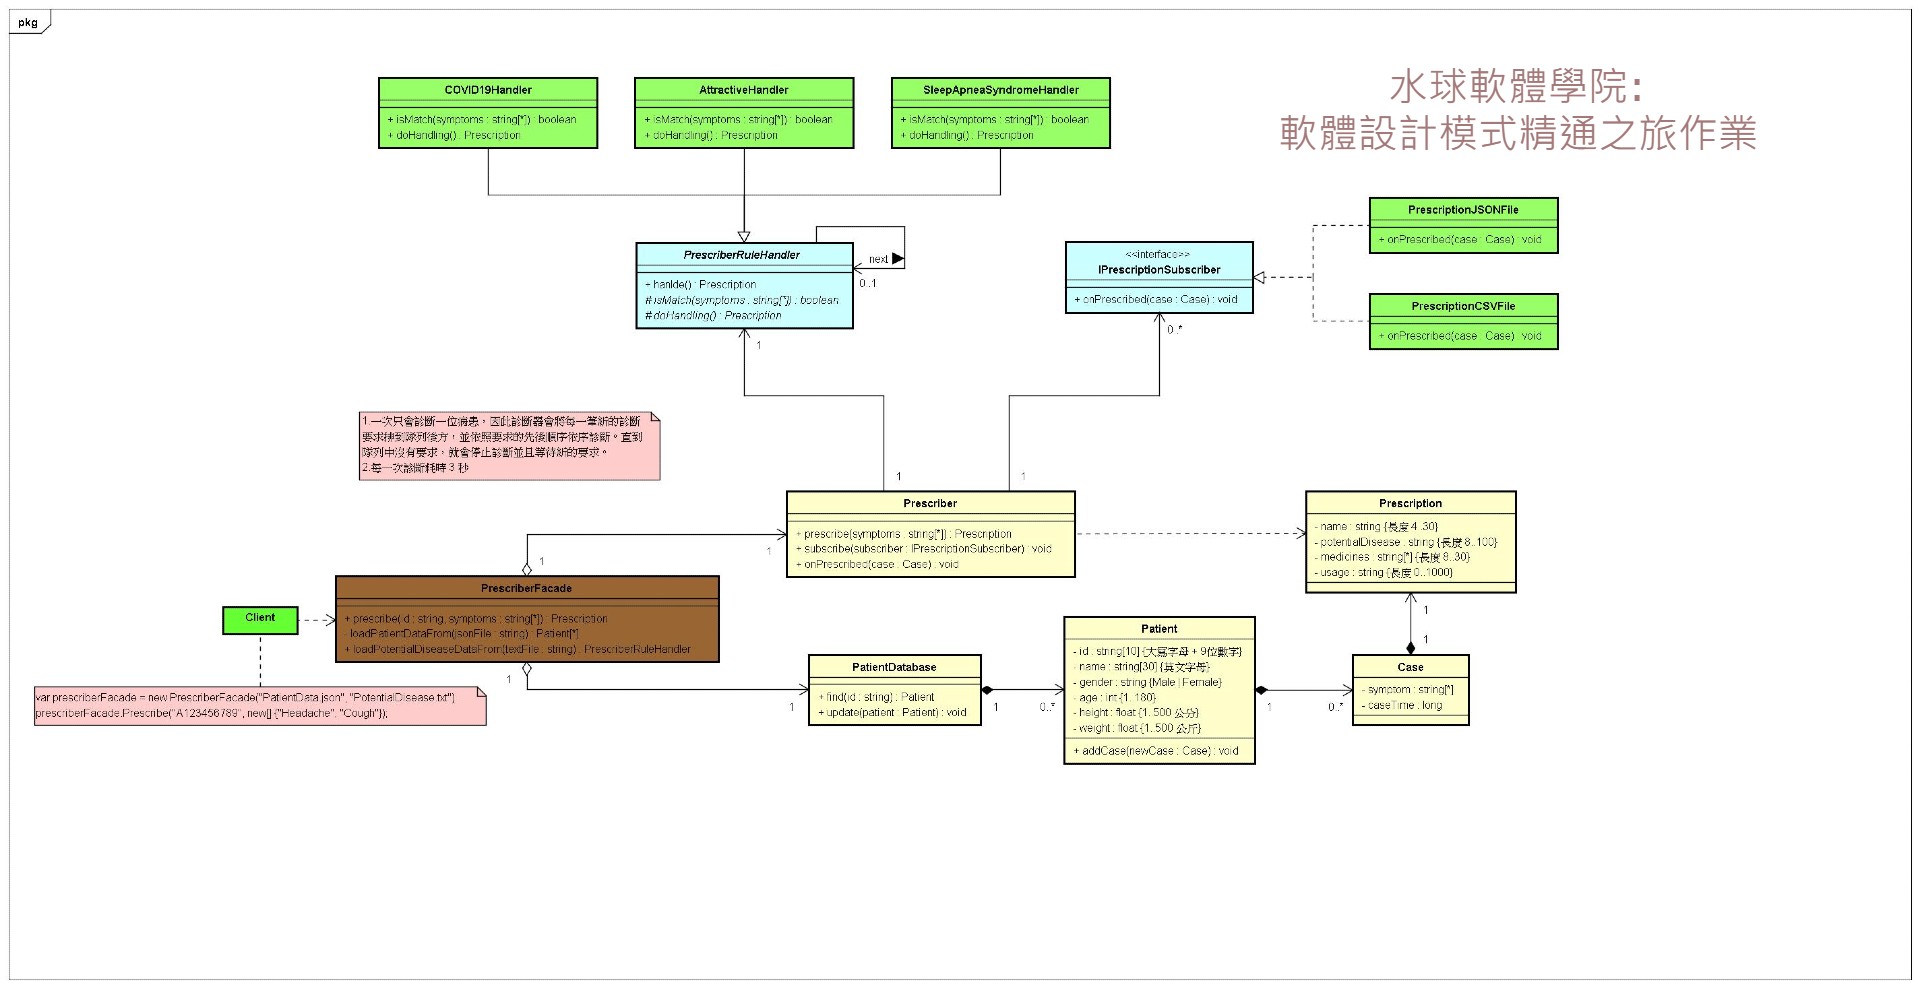 pkg
水球軟體學院:
軟體設計模式精通之旅作業
COVID19Handler
+ isMatch(symptoms : string[*]) : boolean
+ doHandling() : Prescription
AttractiveHandler
+ isMatch(symptoms : string[*]) : boolean
+ doHandling() : Prescription
SleepApneaSyndromeHandler
+ isMatch(symptoms : string[*]) : boolean
+ doHandling() : Prescription
PrescriberRuleHandler
+ hanlde() : Prescription
# isMatch(symptoms : string[*]) : boolean
# doHandling() : Prescription
next
0..1
1
<<interface>>
IPrescriptionSubscriber
+ onPrescribed(case : Case) : void
0..*
PrescriptionJSONFile
+ onPrescribed(case : Case) : void
PrescriptionCSVFile
+ onPrescribed(case : Case) : void
1.一次只會診斷一位病患，因此診斷器會將每一筆新的診斷
要求排到隊列後方，並依照要求的先後順序依序診斷。直到
隊列中沒有要求，就會停止診斷並且等待新的要求。
2.每一次診斷耗時 3 秒
1
1
Prescriber
+ prescribe(symptoms : string[*]) : Prescription
+ subscribe(subscriber : IPrescriptionSubscriber) : void
+ onPrescribed(case : Case) : void
1
1
Prescription
- name : string {長度 4..30}
- potentialDisease : string {長度 8..100}
- medicines : string[*] {長度 8..30}
- usage : string {長度 0..1000}
1
1
PrescriberFacade
+ prescribe(id : string, symptoms : string[*]) : Prescription
- loadPatientDataFrom(jsonFile : string) : Patient[*]
+ loadPotentialDiseaseDataFrom(textFile : string) : PrescriberRuleHandler
Client
var prescriberFacade = new PrescriberFacade("PatientData.json", "PotentialDisease.txt")
prescriberFacade.Prescribe("A123456789", new[] {"Headache", "Cough"});
1
1
PatientDatabase
+ find(id : string) : Patient
+ update(patient : Patient) : void
1
0..*
Patient
- id : string[10] {大寫字母 + 9位數字}
- name : string[30] {英文字母}
- gender : string {Male | Female}
- age : int {1..180}
- height : float {1..500 公分}
- weight : float {1..500 公斤}
+ addCase(newCase : Case) : void
1
0..*
Case
- symptom : string[*]
- caseTime : long